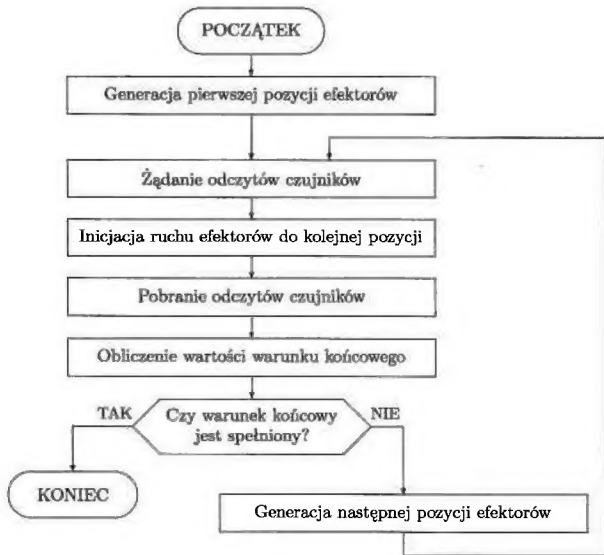 POCZĄTEK
Generacja pierwszej pozycji efektorów
Żądanie odczytów czujników
Inicjacja ruchu efektorów do kolejnej pozycji
Pobranie odczytów czujników
Obliczenie wartości warunku końcowego
TAK
Czy warunek końcowy
jest spełniony?
NIE
KONIEC
Generacja następnej pozycji efektorów